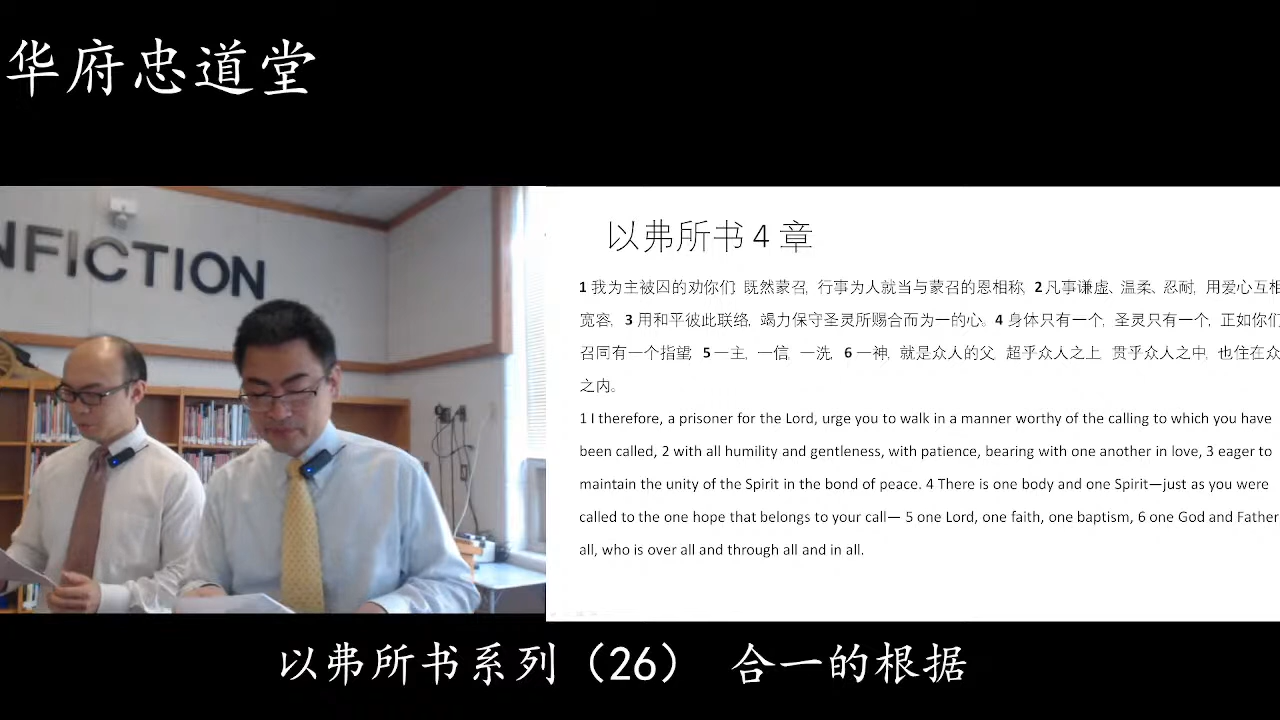 华府忠道堂
NFICTION
以弗所书 4 章
1 我为主被囚的劝你们 既然蒙召 行事为人就当与蒙召的恩相称 2 凡事谦虚、温柔、忍耐, 用爱心互相
宽容 3 用和平彼此联络, 竭力保守圣灵所赐合而为一的心 4 身体只有一个 圣灵只有一个 正如你们
召同有一个指望 一主 一信 一洗 6 一神 就是众人的父 超乎众人之上 贯乎众人之中
之内
1 I therefore, a prisoner for the Lord, urge you to walk in a manner worthy of the calling to which you have
been called, 2 with all humility and gentleness, with patience, bearing with one another in love, 3 eager to
maintain the unity of the Spirit in the bond of peace. 4 There is one body and one Spirit—just as you were
called to the one hope that belongs to your call— 5 one Lord, one faith, one baptism, 6 one God and Father
all, who is over all and through all and in all.
以弗所书系列（26） 合一的根据